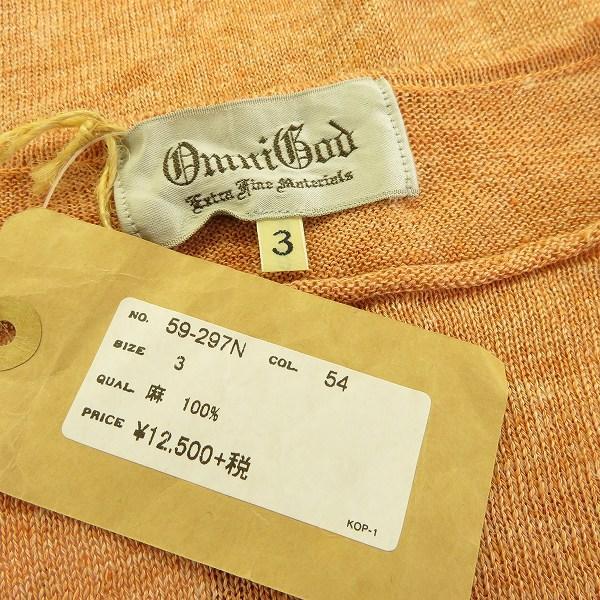 OmniGod
Extra Fine Materials
3
NO. 59-297N COL. 54
SIZE 3
QUAL 麻 100%
PRICE ¥12,500+税
KOP-1